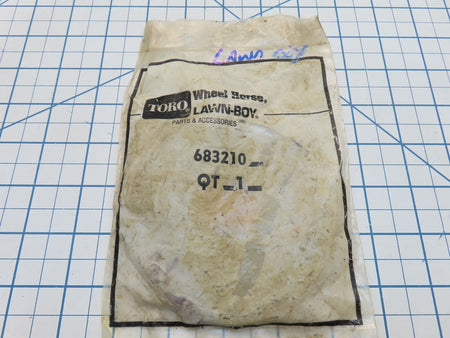 LAWN BOY
TORO Wheel Horse,
LAWN-BOY
PARTS & ACCESSORIES
683210
QT 1